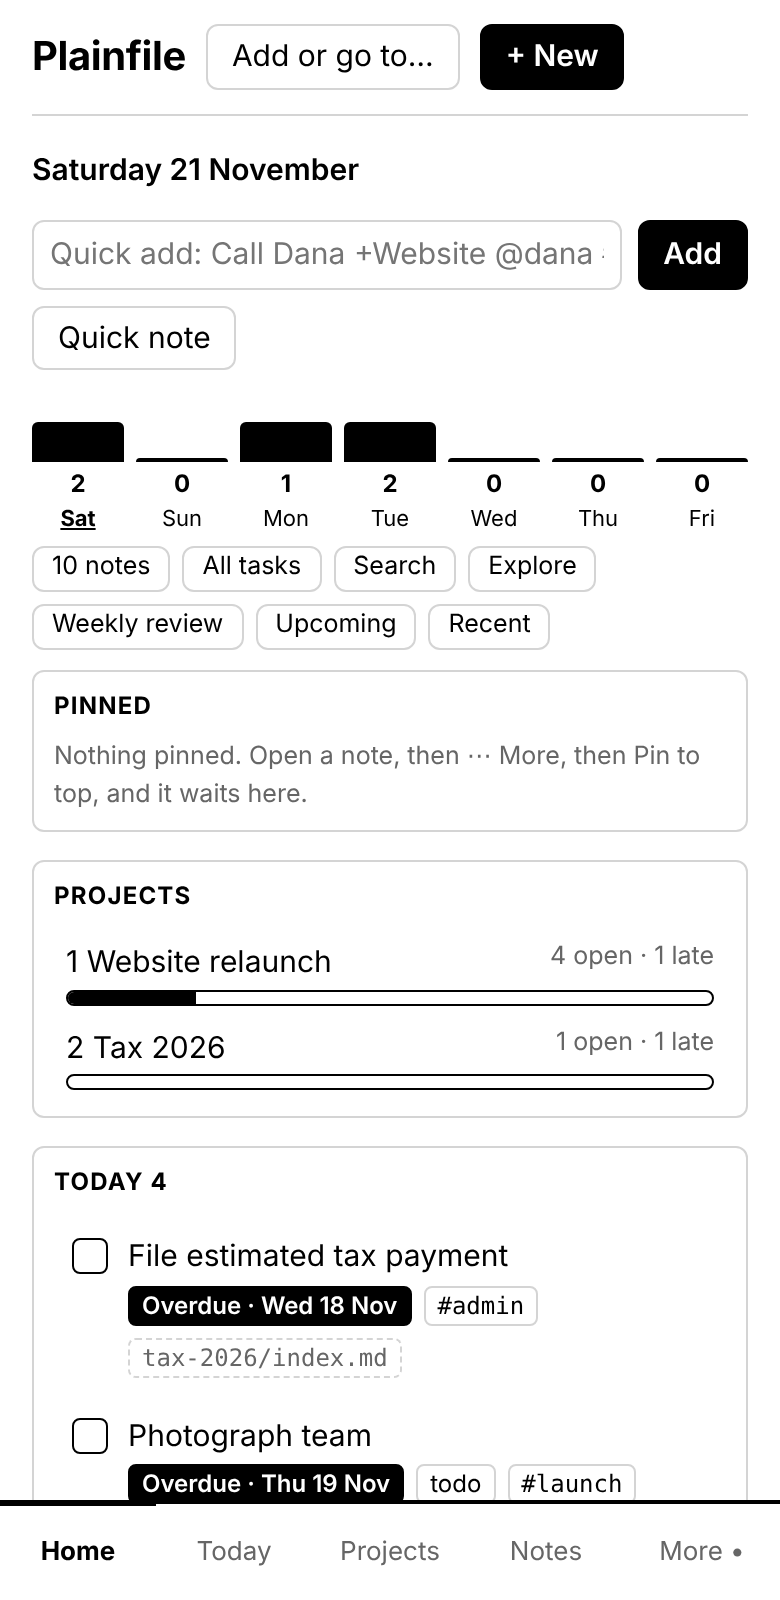 Plainfile Add or go to... + New
Saturday 21 November
Quick add: Call Dana +Website @dana Add
Quick note
2 0 1 2 0 0 0
Sat Sun Mon Tue Wed Thu Fri
10 notes All tasks Search Explore
Weekly review Upcoming Recent
PINNED
Nothing pinned. Open a note, then ··· More, then Pin to
top, and it waits here.
PROJECTS
1 Website relaunch 4 open · 1 late
2 Tax 2026 1 open · 1 late
TODAY 4
File estimated tax payment
Overdue · Wed 18 Nov #admin
tax-2026/index.md
Photograph team
Overdue · Thu 19 Nov todo #launch
Home Today Projects Notes More •